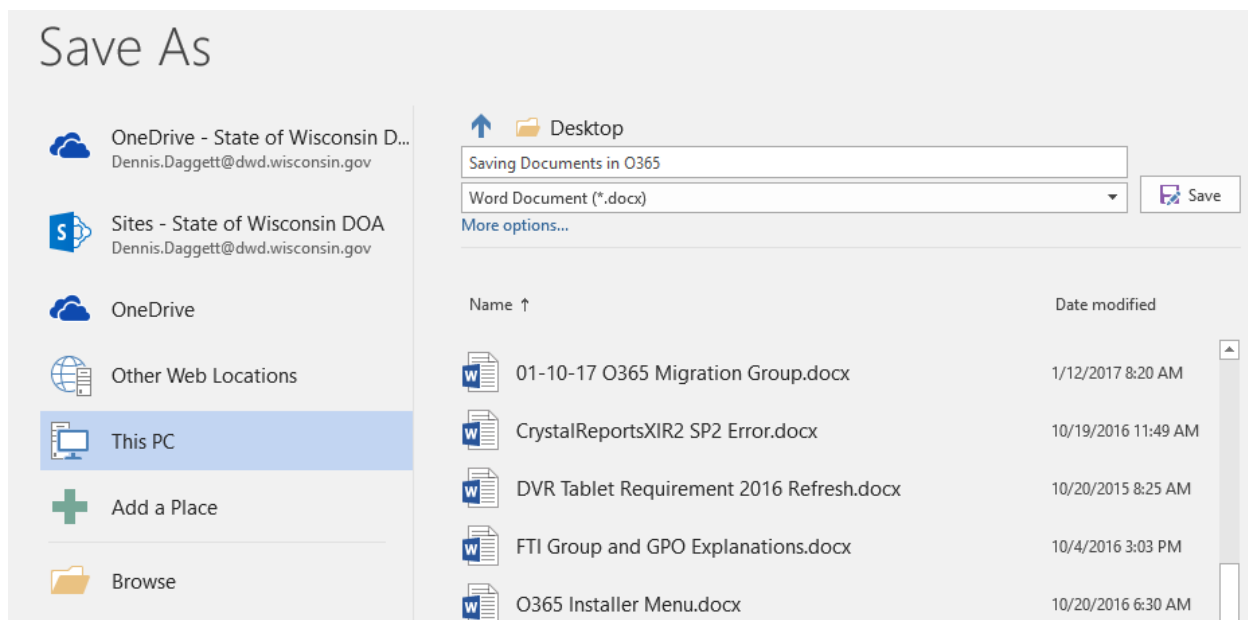 Save As
OneDrive - State of Wisconsin D...
Dennis.Daggett@dwd.wisconsin.gov
Sites - State of Wisconsin DOA
Dennis.Daggett@dwd.wisconsin.gov
OneDrive
Other Web Locations
This PC
Add a Place
Browse
Desktop
Saving Documents in O365
Word Document (*.docx)
Save
More options...
Name ↑ Date modified
01-10-17 O365 Migration Group.docx 1/12/2017 8:20 AM
CrystalReportsXIR2 SP2 Error.docx 10/19/2016 11:49 AM
DVR Tablet Requirement 2016 Refresh.docx 10/20/2015 8:25 AM
FTI Group and GPO Explanations.docx 10/4/2016 3:03 PM
O365 Installer Menu.docx 10/20/2016 6:30 AM